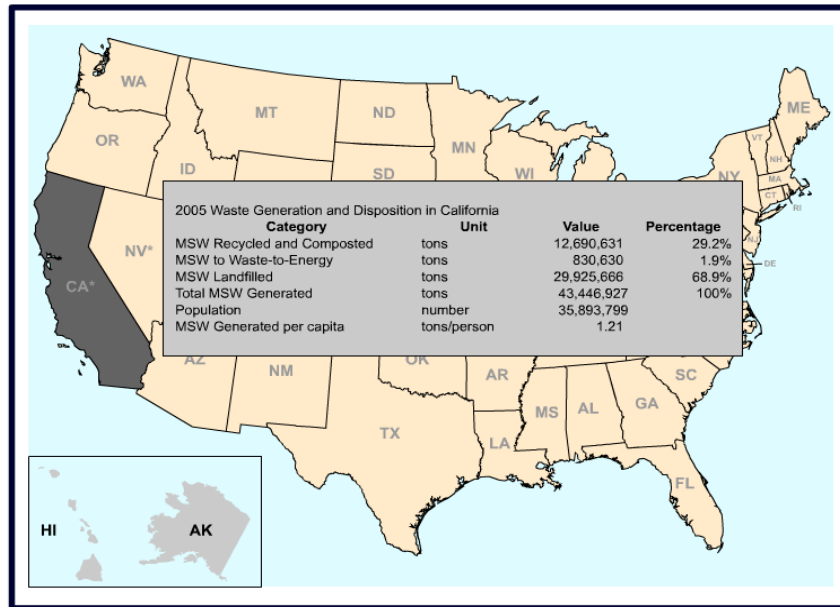 WA
MT
ND
ME
OR
MN
VT
ID
SD
WI
NH
NY
MA
CT
RI
2005 Waste Generation and Disposition in California
Category Unit Value Percentage
MSW Recycled and Composted tons 12,690,631 29.2%
MSW to Waste-to-Energy tons 830,630 1.9%
MSW Landfilled tons 29,925,666 68.9%
Total MSW Generated tons 43,446,927 100%
Population number 35,893,799
MSW Generated per capita tons/person 1.21
NV*
CA*
NJ
DE
AZ
NM
OK
AR
SC
MS
AL
GA
TX
LA
FL
HI
AK